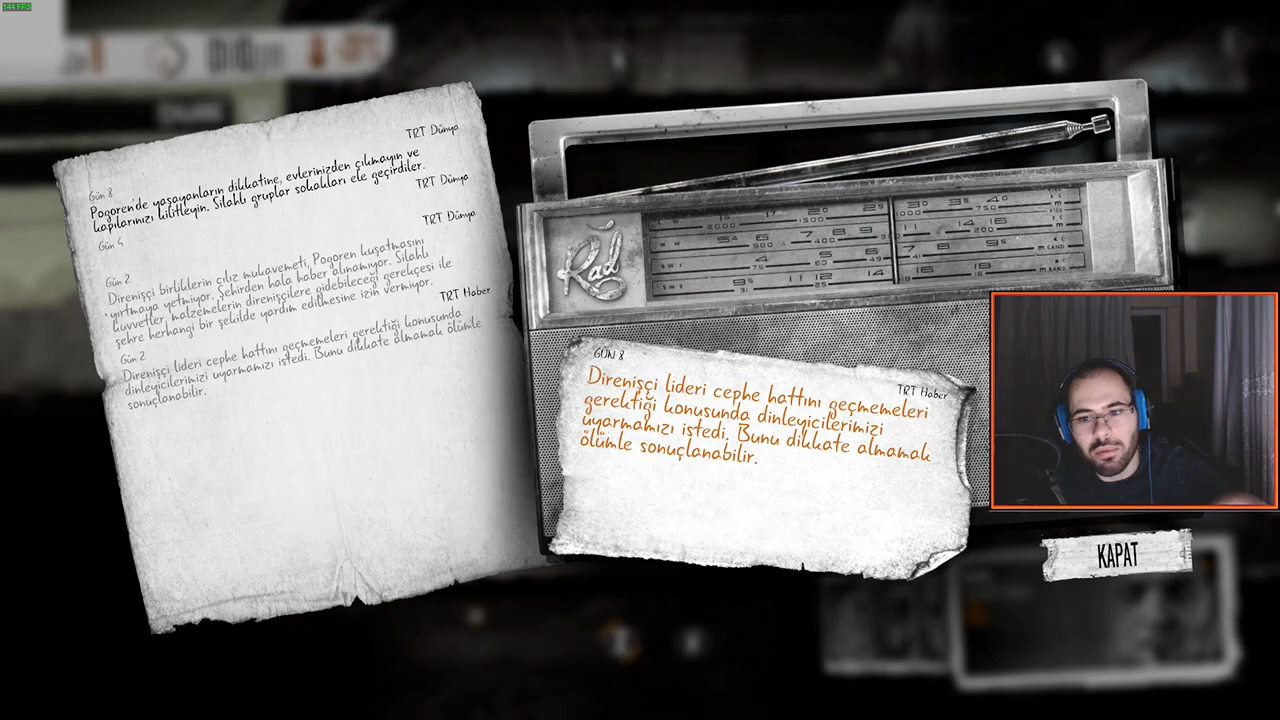 144 FPS
TRT Dünya
Gün 8
Pogoren'de yaşayanların dikkatine, evlerinizden çıkmayın ve
kapılarınızı kilitleyin. Silahlı gruplar sokakları ele geçirdiler.
TRT Dünya
Gün 4
TRT Dünya
Gün 2
Direnişçi birliklerin cılız mukavemeti, Pogoren kuşatmasını
yırtmaya yetmiyor. Şehirden hala haber alınamıyor. Silahlı
kuvvetler, malzemelerin direnişçilere gidebileceği gerekçesi ile
şehre herhangi bir şekilde yardım edilmesine izin vermiyor.
TRT Haber
Gün 2
Direnişçi lideri cephe hattını geçmemeleri gerektiği konusunda
dinleyicilerimizi uyarmamızı istedi. Bunu dikkate almamak ölümle
sonuçlanabilir.
Rad
GÜN 8
TRT Haber
Direnişçi lideri cephe hattını geçmemeleri
gerektiği konusunda dinleyicilerimizi
uyarmamızı istedi. Bunu dikkate almamak
ölümle sonuçlanabilir.
KAPAT